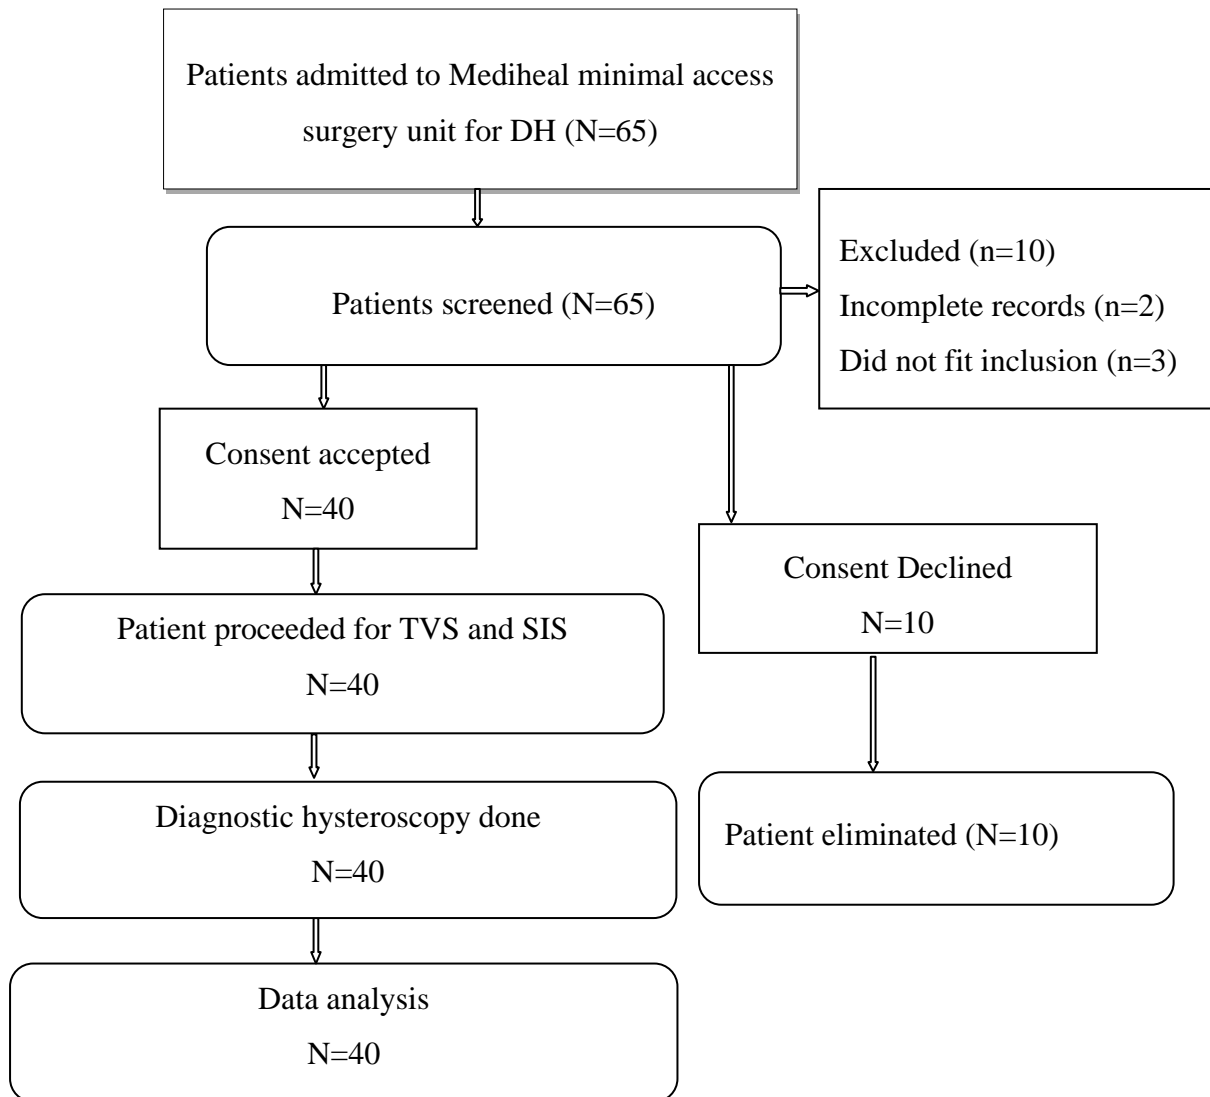 Patients admitted to Mediheal minimal access
surgery unit for DH (N=65)
Patients screened (N=65)
Excluded (n=10)
Incomplete records (n=2)
Did not fit inclusion (n=3)
Consent accepted
N=40
Consent Declined
N=10
Patient proceeded for TVS and SIS
N=40
Diagnostic hysteroscopy done
N=40
Patient eliminated (N=10)
Data analysis
N=40